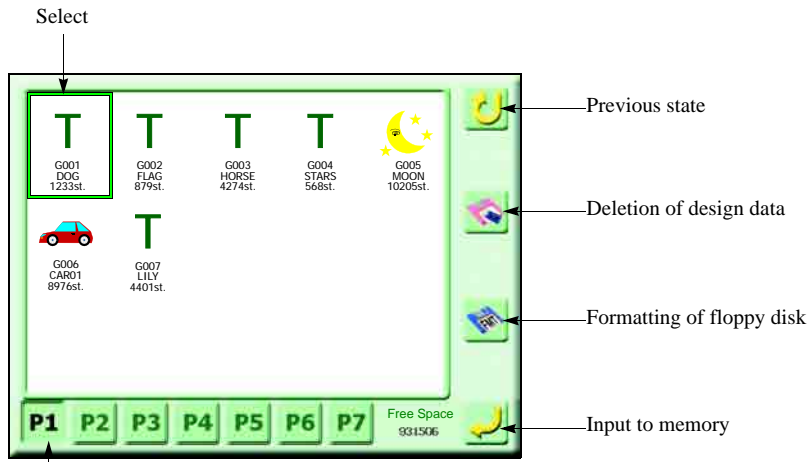 Select
Previous state
T
T
T
T
G001
DOG
1233st.
G002
FLAG
879st.
G003
HORSE
4274st.
G004
STARS
568st.
G005
MOON
10205st.
Deletion of design data
T
G006
CAR01
8976st.
G007
LILY
4401st.
FMT
Formatting of floppy disk
P1 P2 P3 P4 P5 P6 P7
Free Space
931506
Input to memory